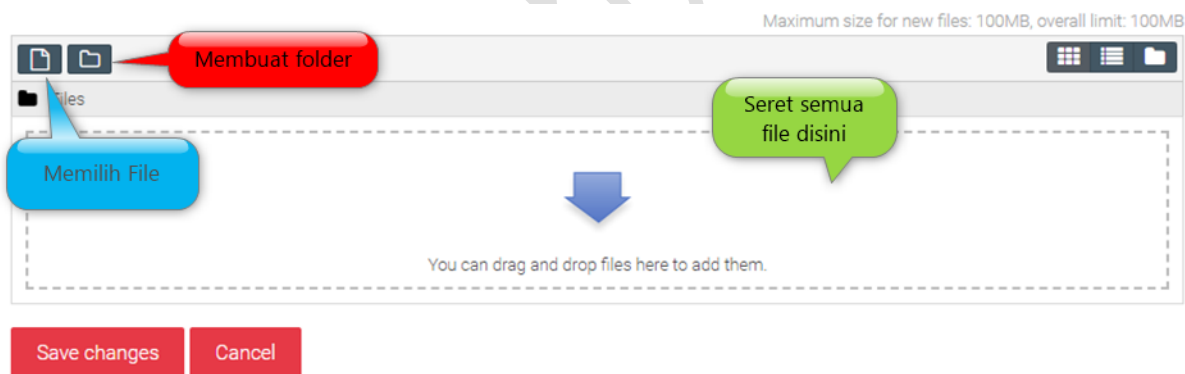 Maximum size for new files: 100MB, overall limit: 100MB
Membuat folder
Files
Seret semua
file disini
Memilih File
You can drag and drop files here to add them.
Save changes
Cancel